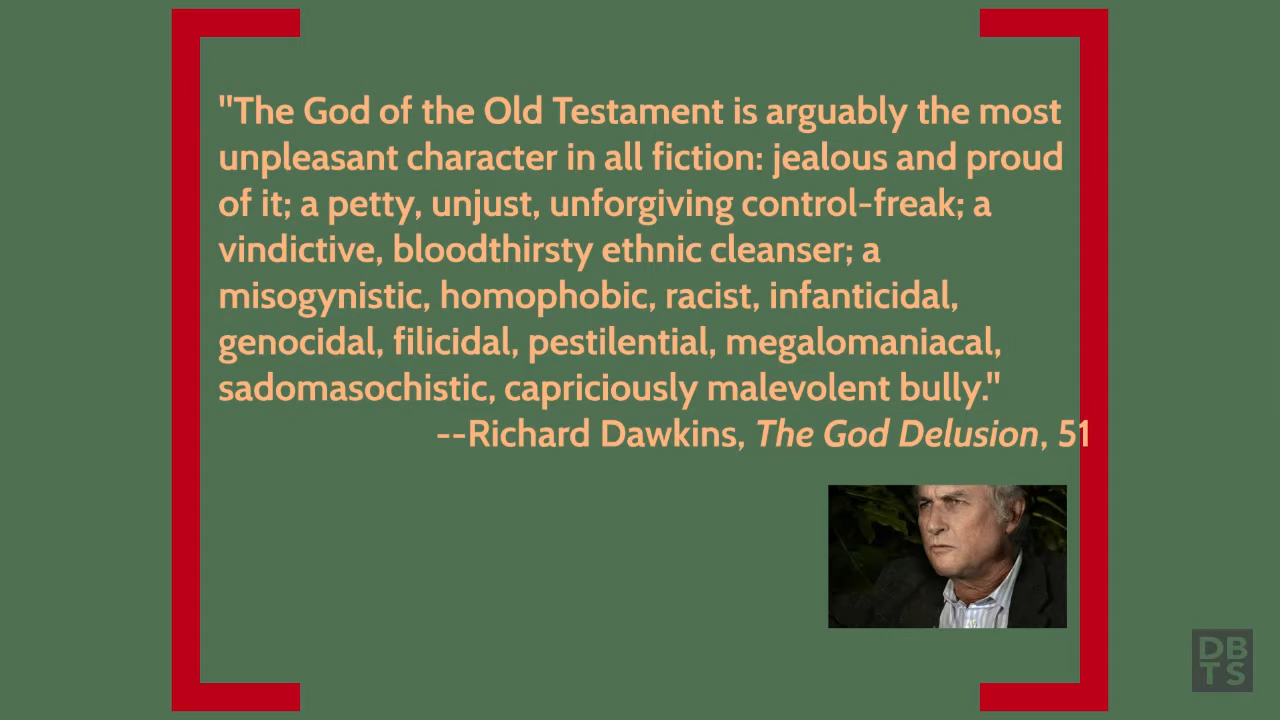 "The God of the Old Testament is arguably the most
unpleasant character in all fiction: jealous and proud
of it; a petty, unjust, unforgiving control-freak; a
vindictive, bloodthirsty ethnic cleanser; a
misogynistic, homophobic, racist, infanticidal,
genocidal, filicidal, pestilential, megalomaniacal,
sadomasochistic, capriciously malevolent bully."
--Richard Dawkins, The God Delusion, 51
DB
TS